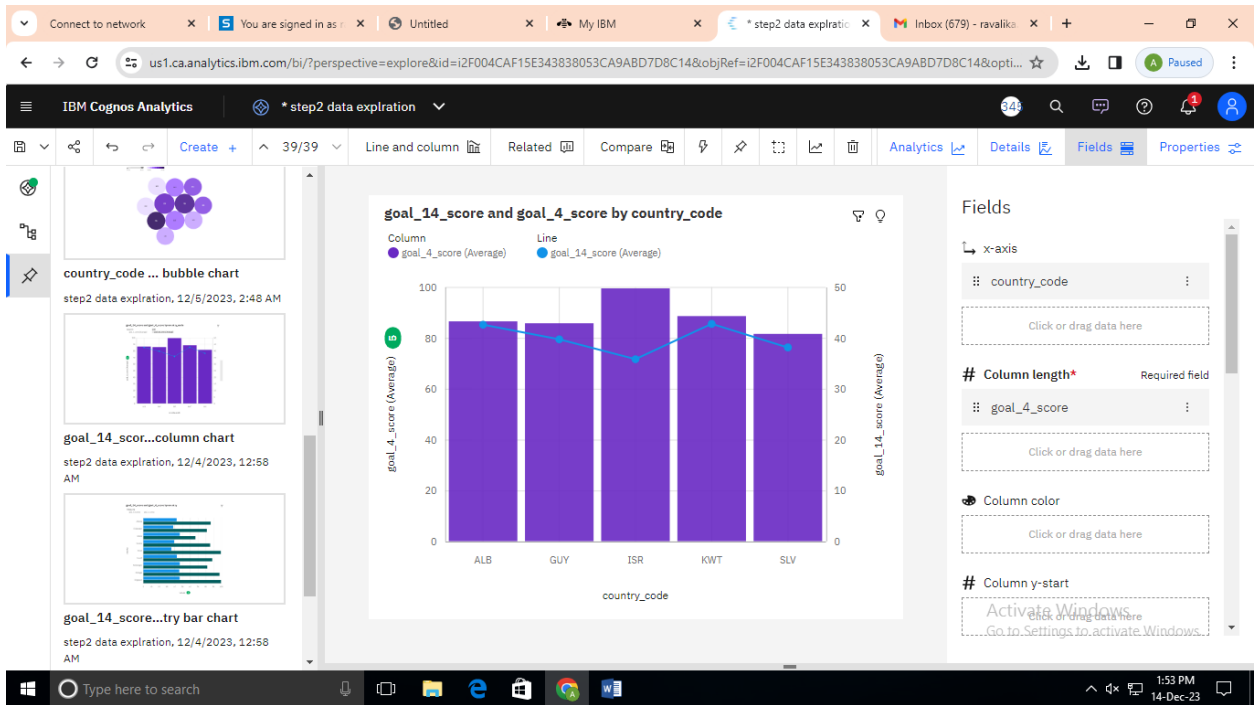 Connect to network
You are signed in as r
Untitled
My IBM
* step2 data explratio
Inbox (679) - ravalika.
us1.ca.analytics.ibm.com/bi/?perspective=explore&id=i2F004CAF15E343838053CA9ABD7D8C14&objRef=i2F004CAF15E343838053CA9ABD7D8C14&opti...
A Paused
IBM Cognos Analytics
* step2 data explration
345
1
Create +
39/39
Line and column
Related
Compare
Analytics
Details
Fields
Properties
country_code ... bubble chart
step2 data explration, 12/5/2023, 2:48 AM
goal_14_scor...column chart
step2 data explration, 12/4/2023, 12:58
AM
goal_14_score...try bar chart
step2 data explration, 12/4/2023, 12:58
AM
goal_14_score and goal_4_score by country_code
Column
Line
goal_4_score (Average)
goal_14_score (Average)
100
80
60
40
20
0
goal_4_score (Average)
5
50
40
30
20
10
0
goal_14_score (Average)
ALB GUY ISR KWT SLV
country_code
Fields
x-axis
country_code
Click or drag data here
# Column length* Required field
goal_4_score
Click or drag data here
Column color
Click or drag data here
# Column y-start
Click or drag data here
Activate Windows
Go to Settings to activate Windows.
Type here to search
1:53 PM
14-Dec-23